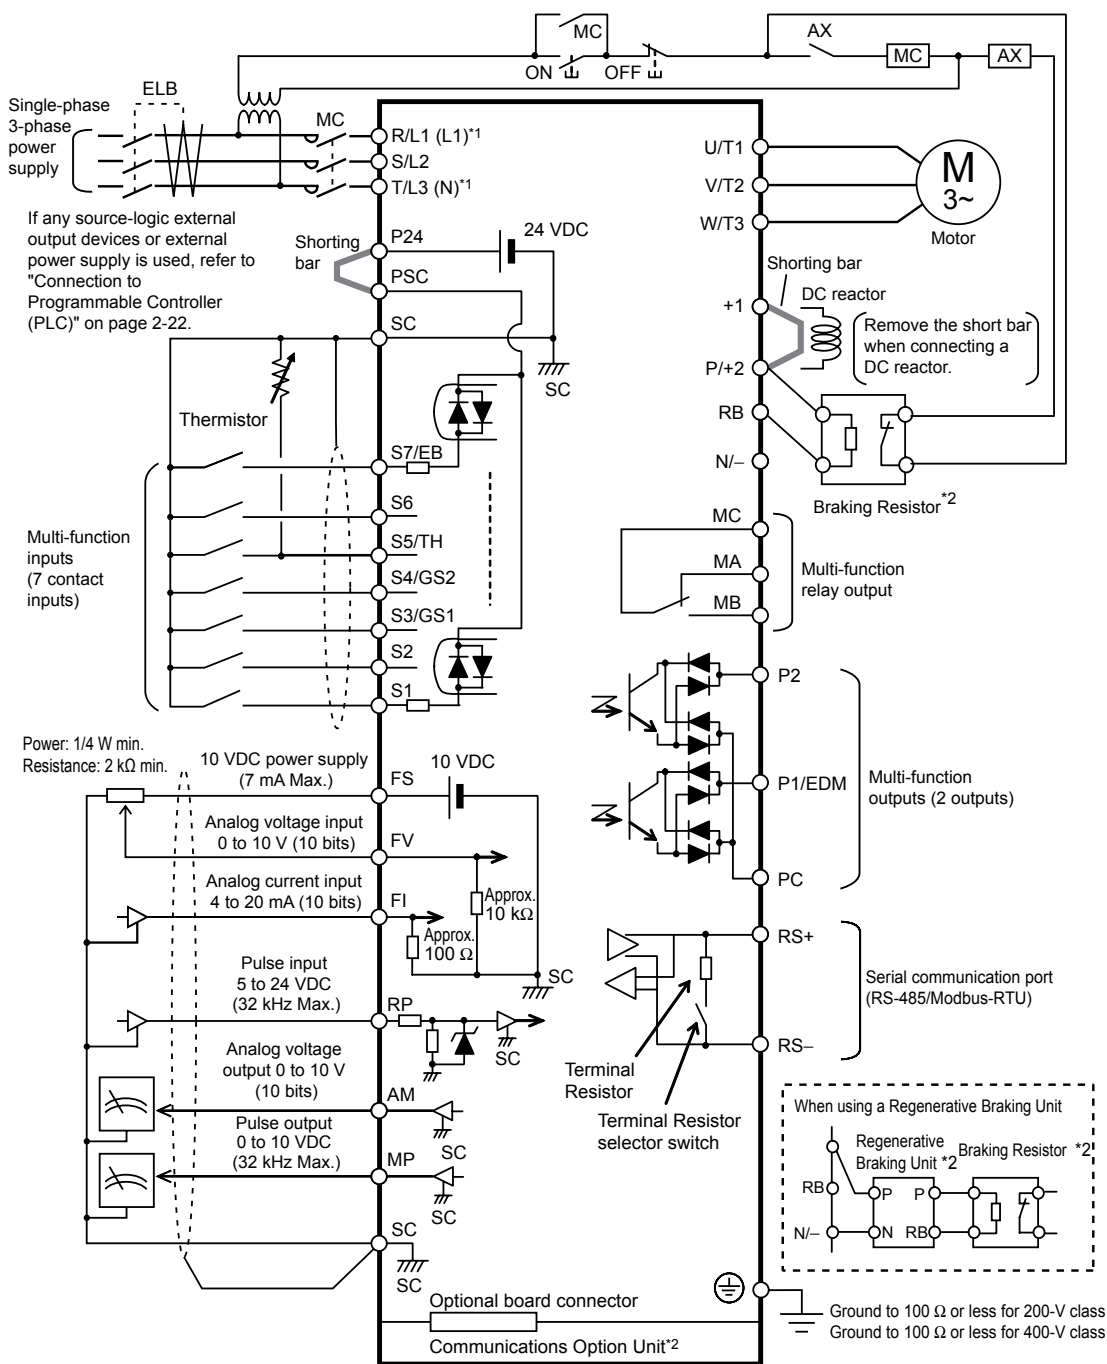 MC
AX
ON
OFF
MC
AX
ELB
Single-phase
3-phase
power
supply
MC
R/L1 (L1)*1
S/L2
T/L3 (N)*1
U/T1
V/T2
W/T3
M
3~
Motor
If any source-logic external
output devices or external
power supply is used, refer to
"Connection to
Programmable Controller
(PLC)" on page 2-22.
Shorting
bar
P24
24 VDC
PSC
SC
SC
Shorting bar
+1
DC reactor
Remove the short bar
when connecting a
DC reactor.
P/+2
RB
N/–
Braking Resistor*2
Thermistor
Multi-function
inputs
(7 contact
inputs)
S7/EB
S6
S5/TH
S4/GS2
S3/GS1
S2
S1
MC
MA
MB
Multi-function
relay output
P2
P1/EDM
PC
Multi-function
outputs (2 outputs)
Power: 1/4 W min.
Resistance: 2 kΩ min.
10 VDC power supply
(7 mA Max.)
FS
10 VDC
Analog voltage input
0 to 10 V (10 bits)
FV
Approx.
10 kΩ
Analog current input
4 to 20 mA (10 bits)
FI
Approx.
100 Ω
SC
Pulse input
5 to 24 VDC
(32 kHz Max.)
RP
SC
Analog voltage
output 0 to 10 V
(10 bits)
AM
SC
Pulse output
0 to 10 VDC
(32 kHz Max.)
MP
SC
SC
SC
RS+
RS–
Serial communication port
(RS-485/Modbus-RTU)
Terminal
Resistor
Terminal Resistor
selector switch
When using a Regenerative Braking Unit
Regenerative
Braking Unit *2
Braking Resistor *2
RB
P
P
N/–
N
RB
Optional board connector
Communications Option Unit*2
Ground to 100 Ω or less for 200-V class
Ground to 100 Ω or less for 400-V class